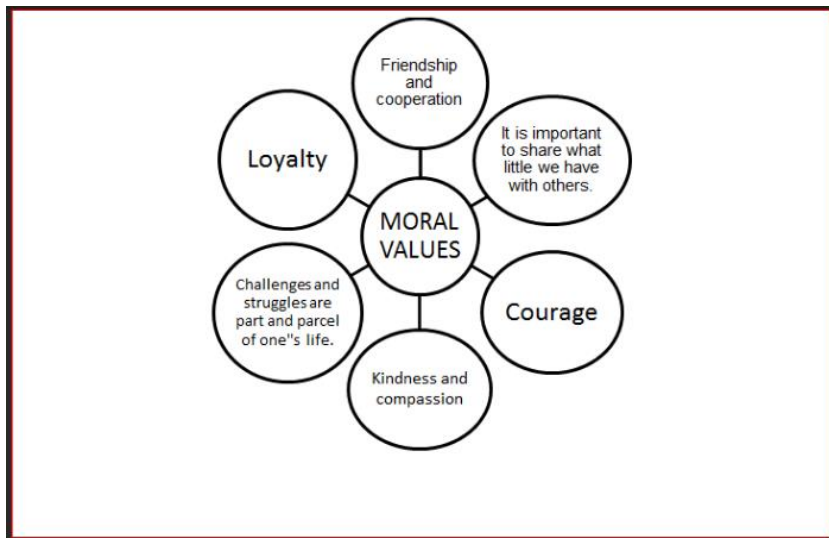 Friendship
and
cooperation
Loyalty
It is important
to share what
little we have
with others.
MORAL
VALUES
Challenges and
struggles are
part and parcel
of one"s life.
Courage
Kindness and
compassion